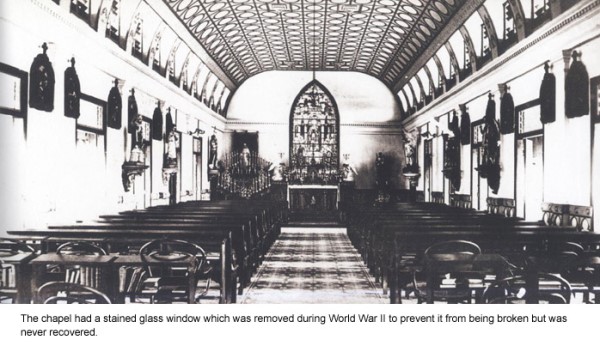 The chapel had a stained glass window which was removed during World War II to prevent it from being broken but was
never recovered.